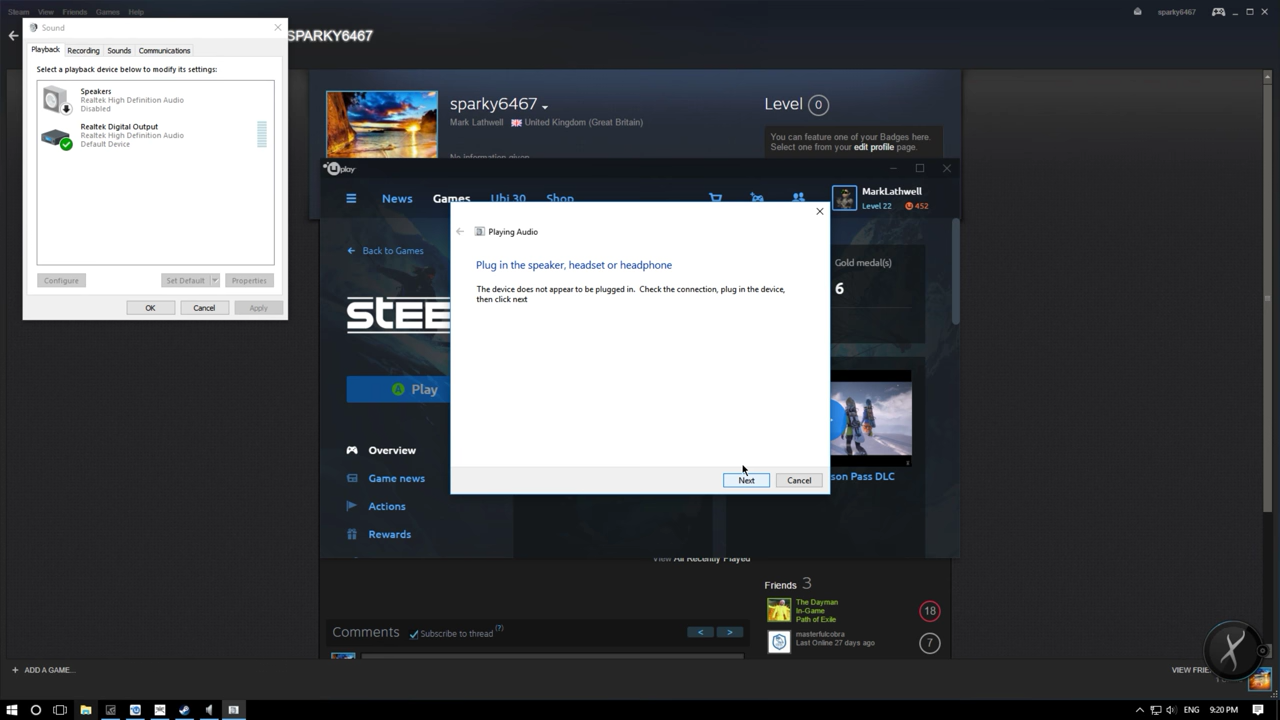 Steam View Friends Games Help
sparky6467
Sound
SPARKY6467
Playback Recording Sounds Communications
Select a playback device below to modify its settings:
Speakers
Realtek High Definition Audio
Disabled
Realtek Digital Output
Realtek High Definition Audio
Default Device
Configure Set Default Properties
OK Cancel Apply
sparky6467
Mark Lathwell United Kingdom (Great Britain)
No information given
Level 0
You can feature one of your Badges here.
Select one from your edit profile page.
Uplay
News Games Ubi 30 Shop
MarkLathwell
Level 22 452
Back to Games
STEE
Play
Overview
Game news
Actions
Rewards
Gold medal(s)
6
son Pass DLC
Playing Audio
Plug in the speaker, headset or headphone
The device does not appear to be plugged in. Check the connection, plug in the device,
then click next
Next Cancel
View All Recently Played
Friends 3
The Dayman
In-Game
Path of Exile
18
masterfulcobra
Last Online 27 days ago
7
Comments Subscribe to thread (?) < >
+ ADD A GAME...
VIEW FRIE
ENG 9:20 PM